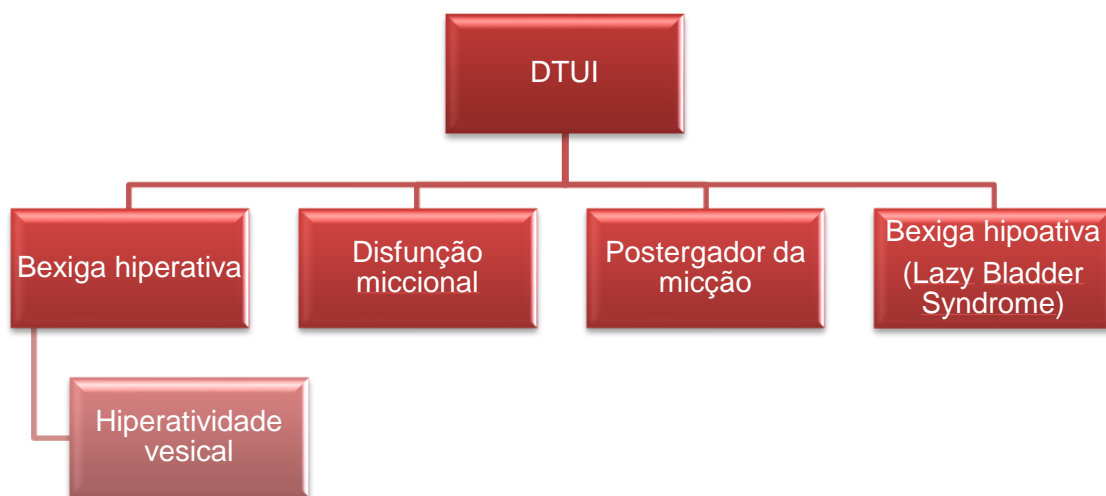 DTUI
Bexiga hiperativa
Disfunção
miccional
Postergador da
micção
Bexiga hipoativa
(Lazy Bladder
Syndrome)
Hiperatividade
vesical